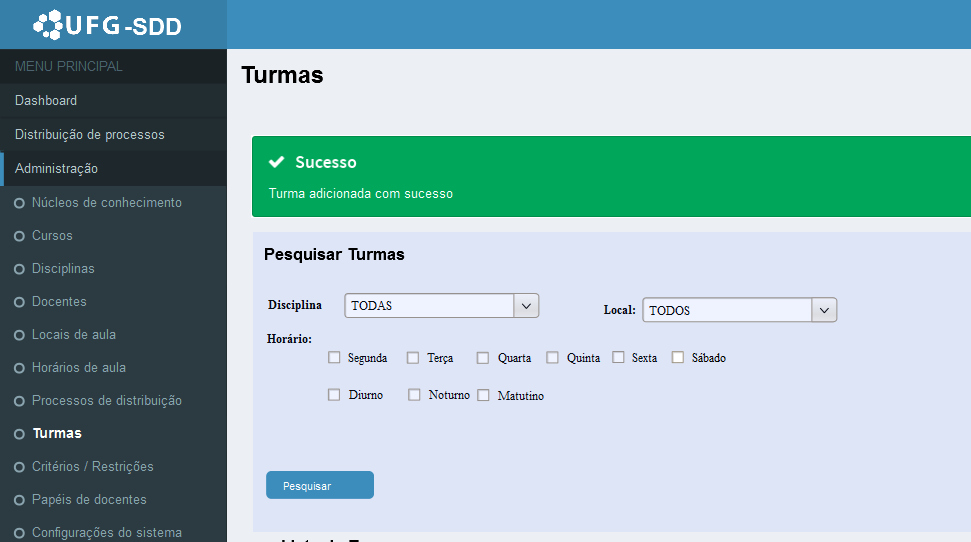 UFG-SDD
MENU PRINCIPAL
Dashboard
Distribuição de processos
Administração
Núcleos de conhecimento
Cursos
Disciplinas
Docentes
Locais de aula
Horários de aula
Processos de distribuição
Turmas
Critérios / Restrições
Papéis de docentes
Configurações do sistema
Turmas
Sucesso
Turma adicionada com sucesso
Pesquisar Turmas
Disciplina TODAS Local: TODOS
Horário:
Segunda Terça Quarta Quinta Sexta Sábado
Diurno Noturno Matutino
Pesquisar